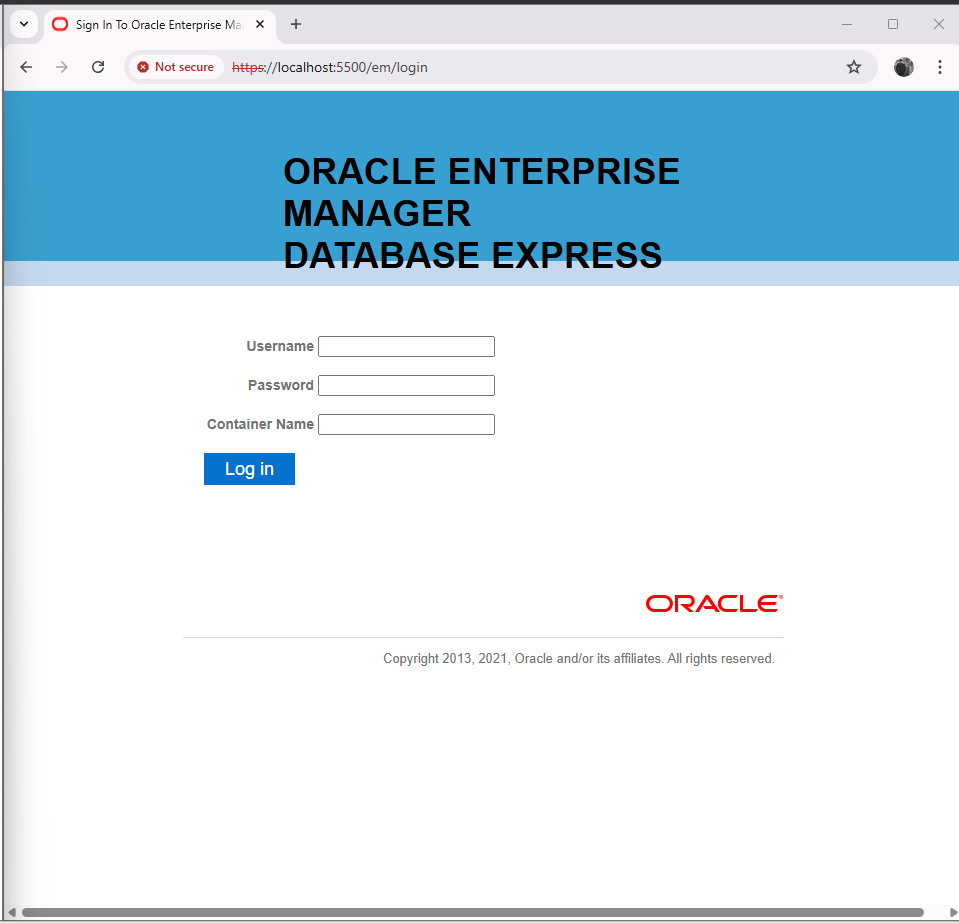 Sign In To Oracle Enterprise Ma
Not secure
https://localhost:5500/em/login
ORACLE ENTERPRISE
MANAGER
DATABASE EXPRESS
Username
Password
Container Name
Log in
ORACLE®
Copyright 2013, 2021, Oracle and/or its affiliates. All rights reserved.